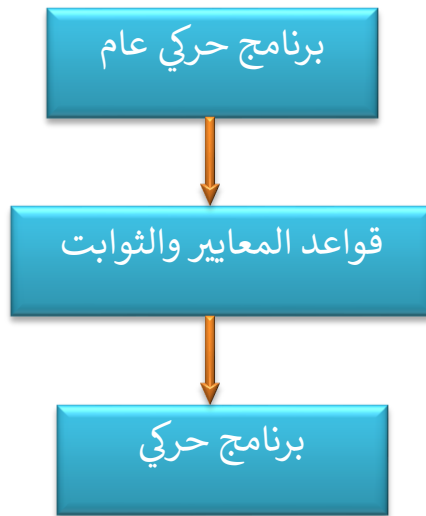 برنامج حركي عام
قواعد المعايير والثوابت
برنامج حركي